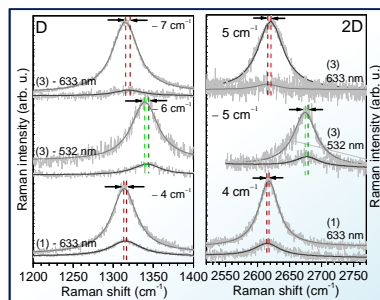 D
− 7 cm⁻¹
(3) - 633 nm
− 6 cm⁻¹
(3) - 532 nm
− 4 cm⁻¹
(1) - 633 nm
1200 1250 1300 1350 1400
Raman shift (cm⁻¹)
Raman intensity (arb. u.)
2D
5 cm⁻¹
(3)
633 nm
− 5 cm⁻¹
(3)
532 nm
4 cm⁻¹
(1)
633 nm
2550 2600 2650 2700 2750
Raman shift (cm⁻¹)
Raman intensity (arb. u.)